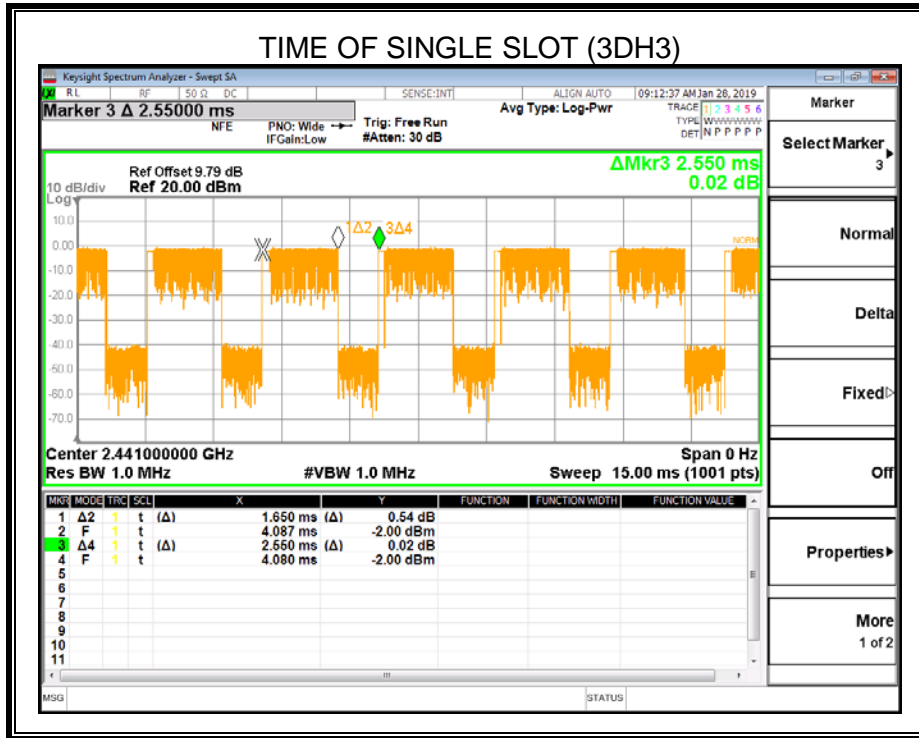 TIME OF SINGLE SLOT (3DH3)
Keysight Spectrum Analyzer - Swept SA
LXI RL RF 50 Ω DC SENSE:INT ALIGN AUTO 09:12:37 AM Jan 28, 2019
Marker 3 Δ 2.55000 ms
NFE
PNO: Wide
IFGain:Low
Trig: Free Run
#Atten: 30 dB
Avg Type: Log-Pwr
TRACE 1 2 3 4 5 6
TYPE WWWWWW
DET N P P P P P
ΔMkr3 2.550 ms
0.02 dB
Ref Offset 9.79 dB
10 dB/div Ref 20.00 dBm
Log
10.0
0.00
-10.0
-20.0
-30.0
-40.0
-50.0
-60.0
-70.0
1Δ2 3Δ4
NORM
Center 2.441000000 GHz Span 0 Hz
Res BW 1.0 MHz #VBW 1.0 MHz Sweep 15.00 ms (1001 pts)
MKR MODE TRC SCL X Y FUNCTION FUNCTION WIDTH FUNCTION VALUE
1 Δ2 1 t (Δ) 1.650 ms (Δ) 0.54 dB
2 F 1 t 4.087 ms -2.00 dBm
3 Δ4 1 t (Δ) 2.550 ms (Δ) 0.02 dB
4 F 1 t 4.080 ms -2.00 dBm
5
6
7
8
9
10
11
MSG STATUS
Marker
Select Marker
3
Normal
Delta
Fixed
Off
Properties
More
1 of 2